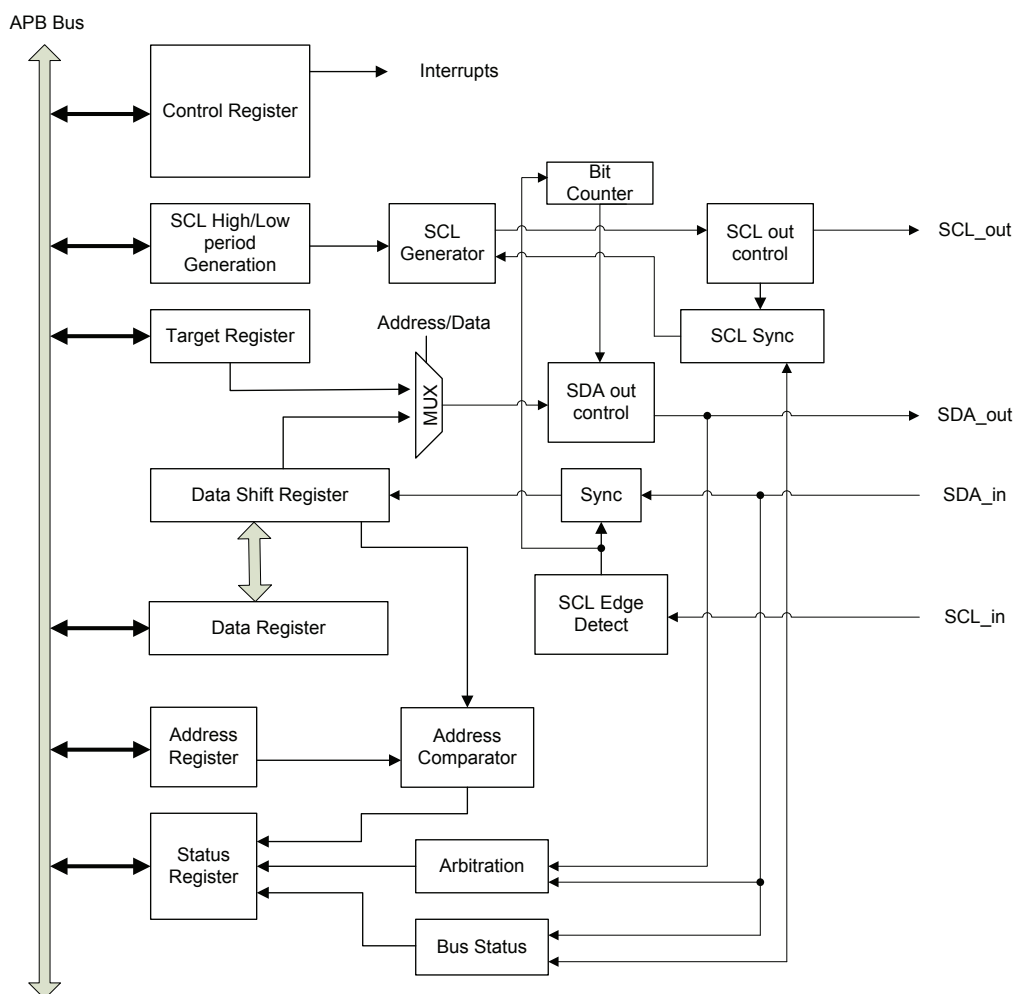 APB Bus
Control Register
Interrupts
Bit
Counter
SCL High/Low
period
Generation
SCL
Generator
SCL out
control
SCL_out
Target Register
Address/Data
SCL Sync
MUX
SDA out
control
SDA_out
Data Shift Register
Sync
SDA_in
SCL Edge
Detect
SCL_in
Data Register
Address
Register
Address
Comparator
Status
Register
Arbitration
Bus Status